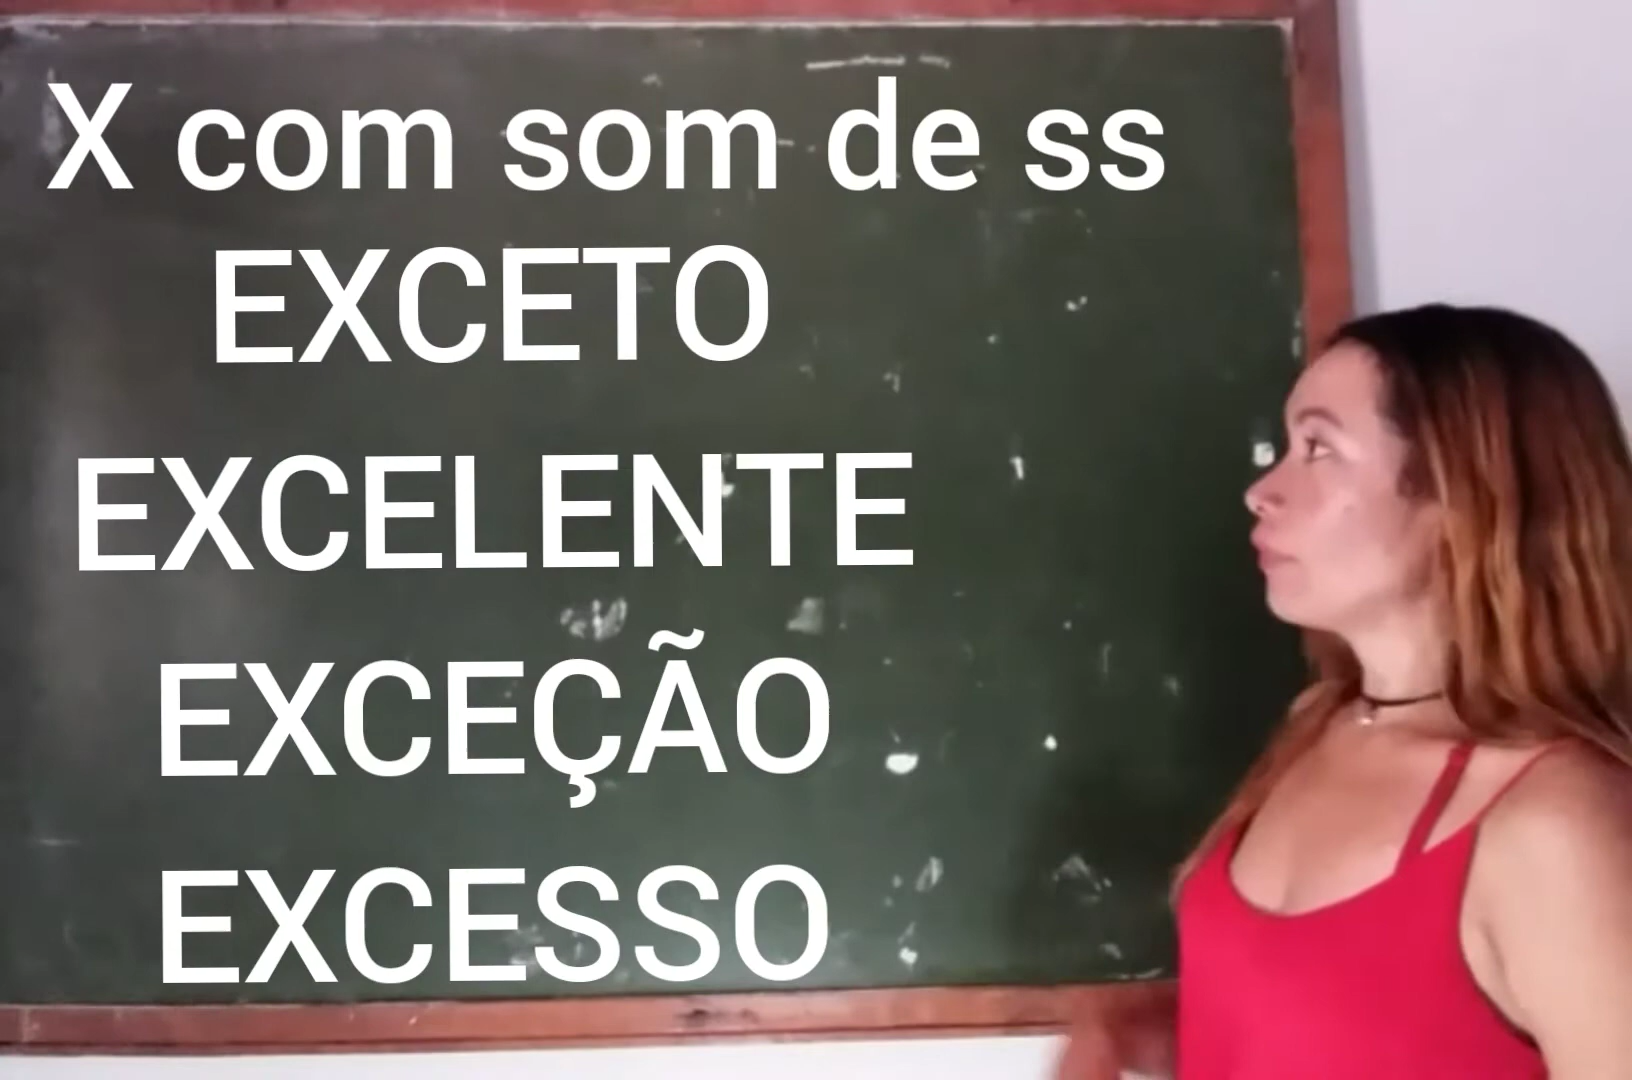 X com som de ss
EXCETO
EXCELENTE
EXCEÇÃO
EXCESSO